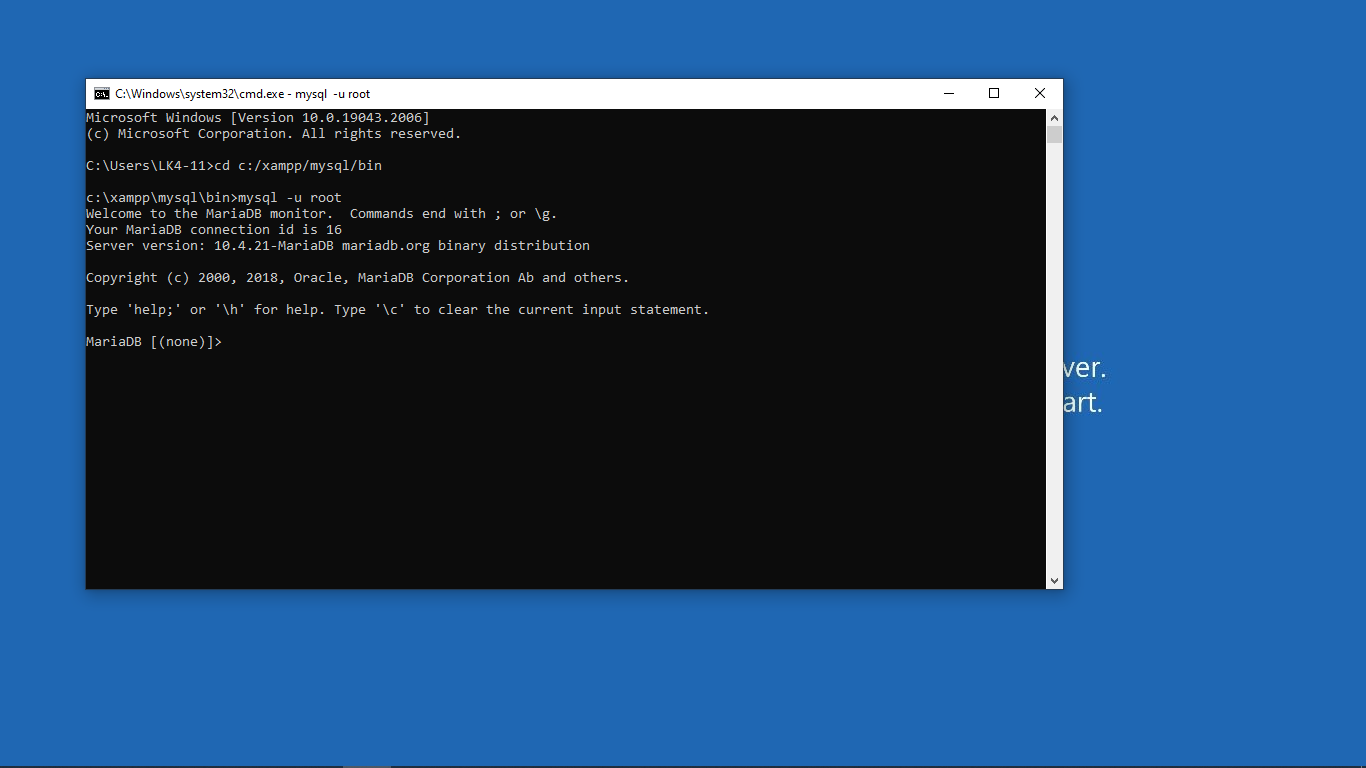 C:\Windows\system32\cmd.exe - mysql  -u root
Microsoft Windows [Version 10.0.19043.2006]
(c) Microsoft Corporation. All rights reserved.
C:\Users\LK4-11>cd c:/xampp/mysql/bin
c:\xampp\mysql\bin>mysql -u root
Welcome to the MariaDB monitor.  Commands end with ; or \g.
Your MariaDB connection id is 16
Server version: 10.4.21-MariaDB mariadb.org binary distribution
Copyright (c) 2000, 2018, Oracle, MariaDB Corporation Ab and others.
Type 'help;' or '\h' for help. Type '\c' to clear the current input statement.
MariaDB [(none)]>
ver.
art.